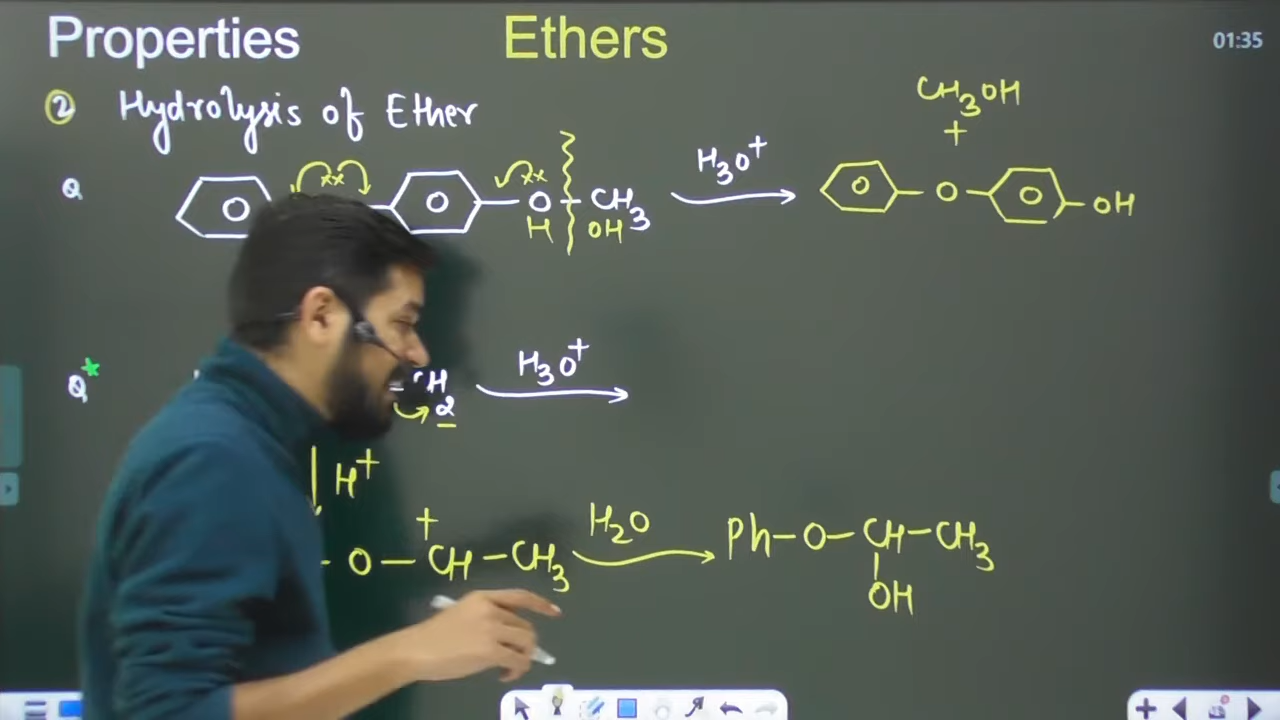 Properties Ethers 01:35
② Hydrolysis of Ether
CH3OH
+
Q O — CH3 H3O+ O OH
H OH
Q* CH2 H3O+
H+
— O — CH+ — CH3 H2O Ph — O — CH — CH3
OH